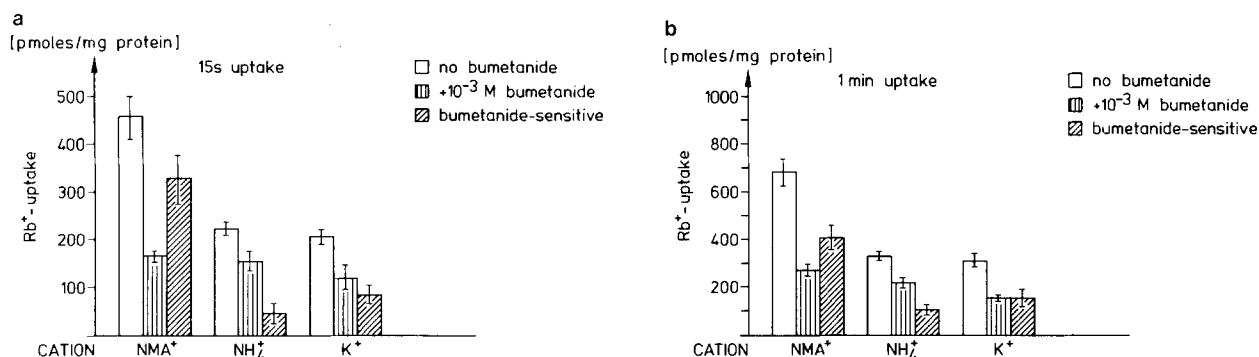 a
[pmoles/mg protein]
15s uptake
no bumetanide
+10⁻³ M bumetanide
bumetanide-sensitive
500
400
300
200
100
Rb⁺-uptake
CATION NMA⁺ NH₄⁺ K⁺
b
[pmoles/mg protein]
1 min uptake
no bumetanide
+10⁻³ M bumetanide
bumetanide-sensitive
1000
800
600
400
200
Rb⁺-uptake
CATION NMA⁺ NH₄⁺ K⁺